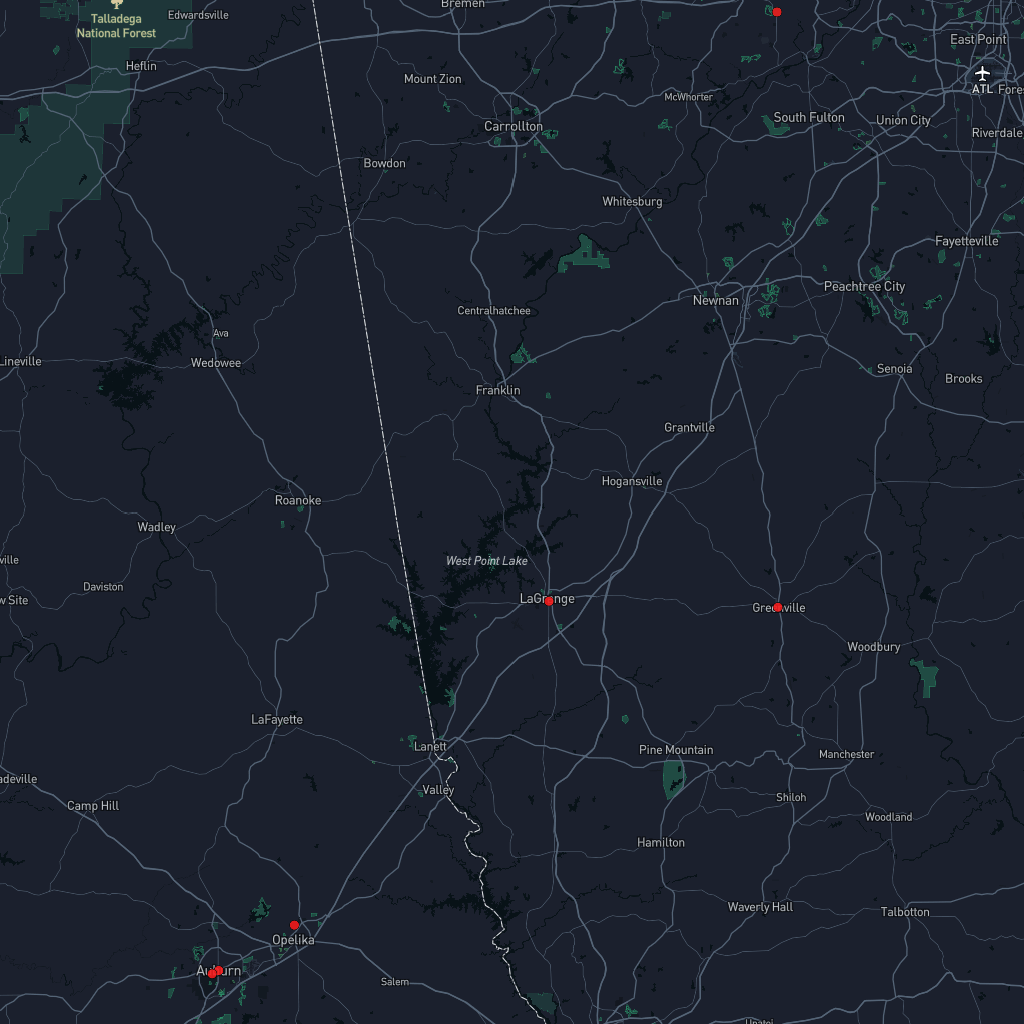 Bremen
Talladega
National Forest
Edwardsville
East Point
Heflin
Mount Zion
ATL
McWhorter
South Fulton
Union City
Carrollton
Riverdale
Bowdon
Whitesburg
Fayetteville
Peachtree City
Newnan
Centralhatchee
Ava
Lineville
Wedowee
Senoia
Brooks
Franklin
Grantville
Hogansville
Roanoke
Wadley
West Point Lake
Daviston
LaGrange
Greenville
Woodbury
LaFayette
Lanett
Pine Mountain
Manchester
Valley
Shiloh
Camp Hill
Woodland
Hamilton
Waverly Hall
Talbotton
Opelika
Auburn
Salem